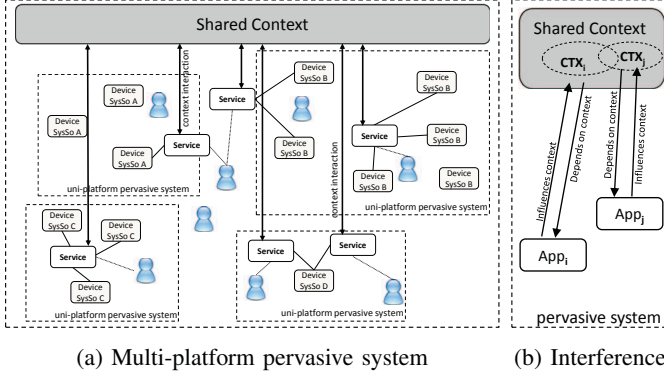 Shared Context
Device
SysSo A
Device
SysSo A
Device
SysSo A
Service
context interaction
uni-platform pervasive system
Service
Device
SysSo B
Device
SysSo B
Device
SysSo B
Service
Device
SysSo B
Device
SysSo B
Device
SysSo B
uni-platform pervasive system
Device
SysSo C
Device
SysSo C
Service
Device
SysSo C
uni-platform pervasive system
context interaction
Service
Service
Device
SysSo D
uni-platform pervasive system
(a) Multi-platform pervasive system
Shared Context
CTXi
CTXj
Influences context
Depends on context
Depends on context
Influences context
Appj
Appi
pervasive system
(b) Interference